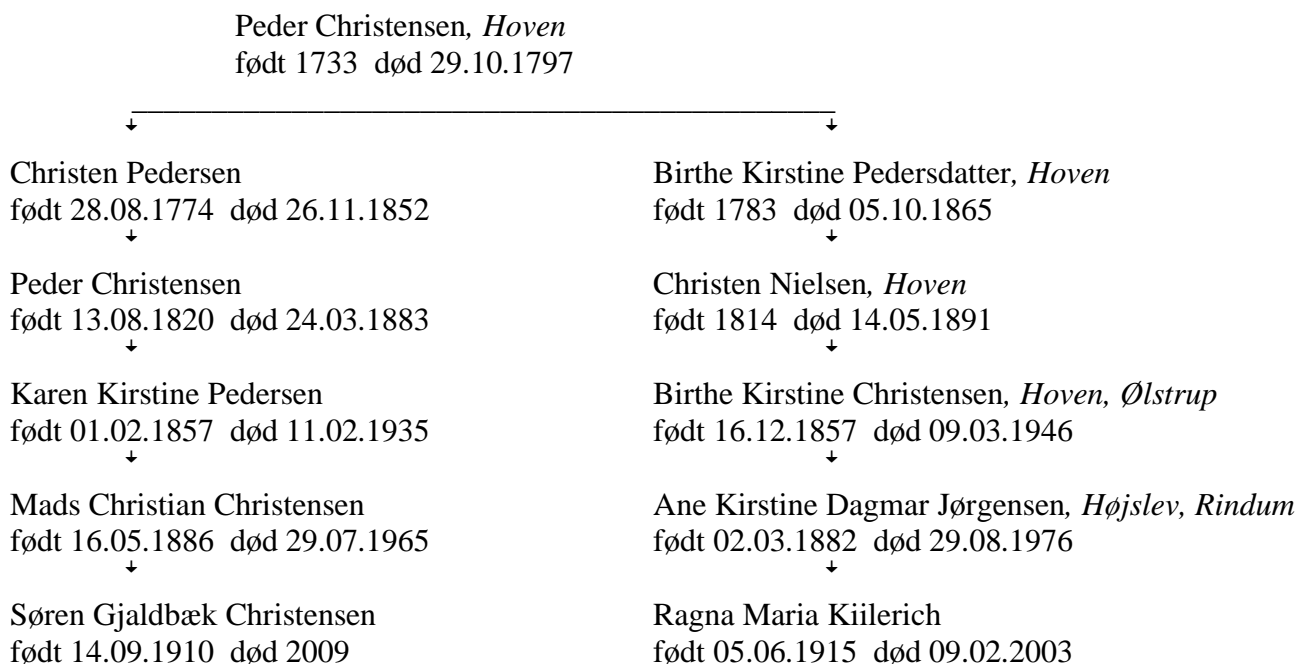 Peder Christensen, Hoven
født 1733  død 29.10.1797
Christen Pedersen
født 28.08.1774  død 26.11.1852
Birthe Kirstine Pedersdatter, Hoven
født 1783  død 05.10.1865
Peder Christensen
født 13.08.1820  død 24.03.1883
Christen Nielsen, Hoven
født 1814  død 14.05.1891
Karen Kirstine Pedersen
født 01.02.1857  død 11.02.1935
Birthe Kirstine Christensen, Hoven, Ølstrup
født 16.12.1857  død 09.03.1946
Mads Christian Christensen
født 16.05.1886  død 29.07.1965
Ane Kirstine Dagmar Jørgensen, Højslev, Rindum
født 02.03.1882  død 29.08.1976
Søren Gjaldbæk Christensen
født 14.09.1910  død 2009
Ragna Maria Kiilerich
født 05.06.1915  død 09.02.2003